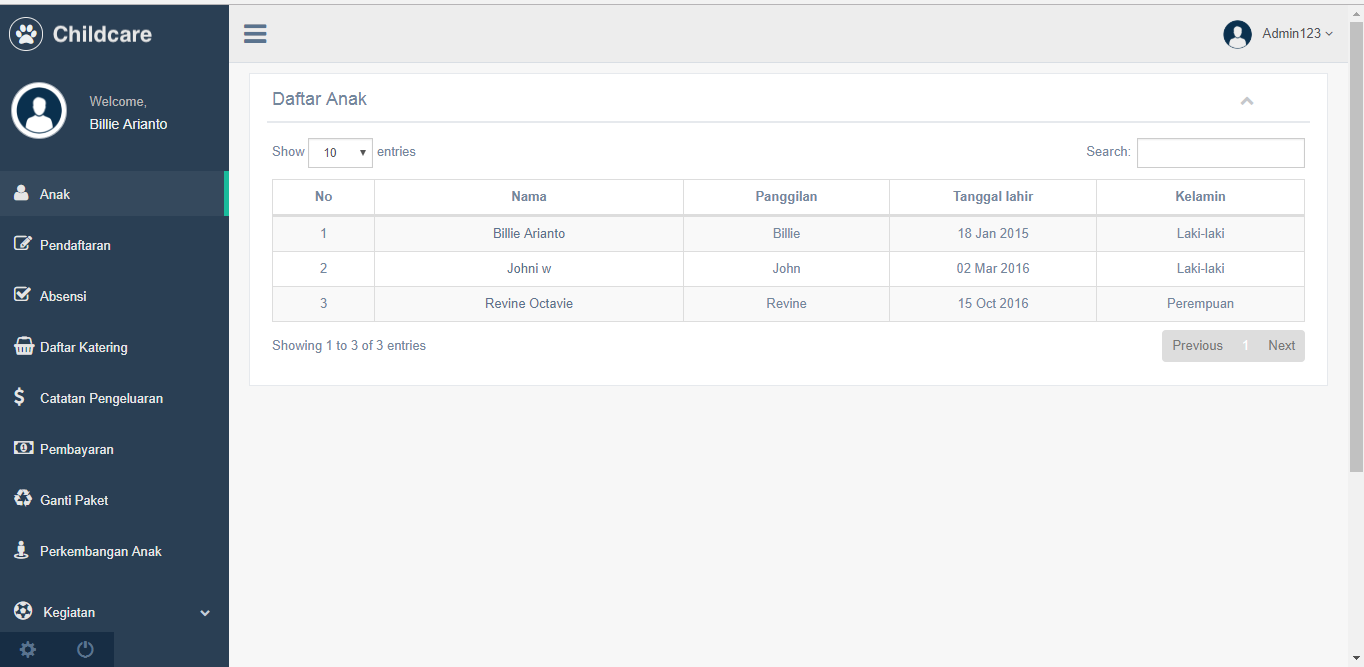 Childcare
Welcome,
Billie Arianto
Anak
Pendaftaran
Absensi
Daftar Katering
Catatan Pengeluaran
Pembayaran
Ganti Paket
Perkembangan Anak
Kegiatan
Admin123
Daftar Anak
Show 10 entries Search:
No Nama Panggilan Tanggal lahir Kelamin
1 Billie Arianto Billie 18 Jan 2015 Laki-laki
2 Johni w John 02 Mar 2016 Laki-laki
3 Revine Octavie Revine 15 Oct 2016 Perempuan
Showing 1 to 3 of 3 entries Previous 1 Next